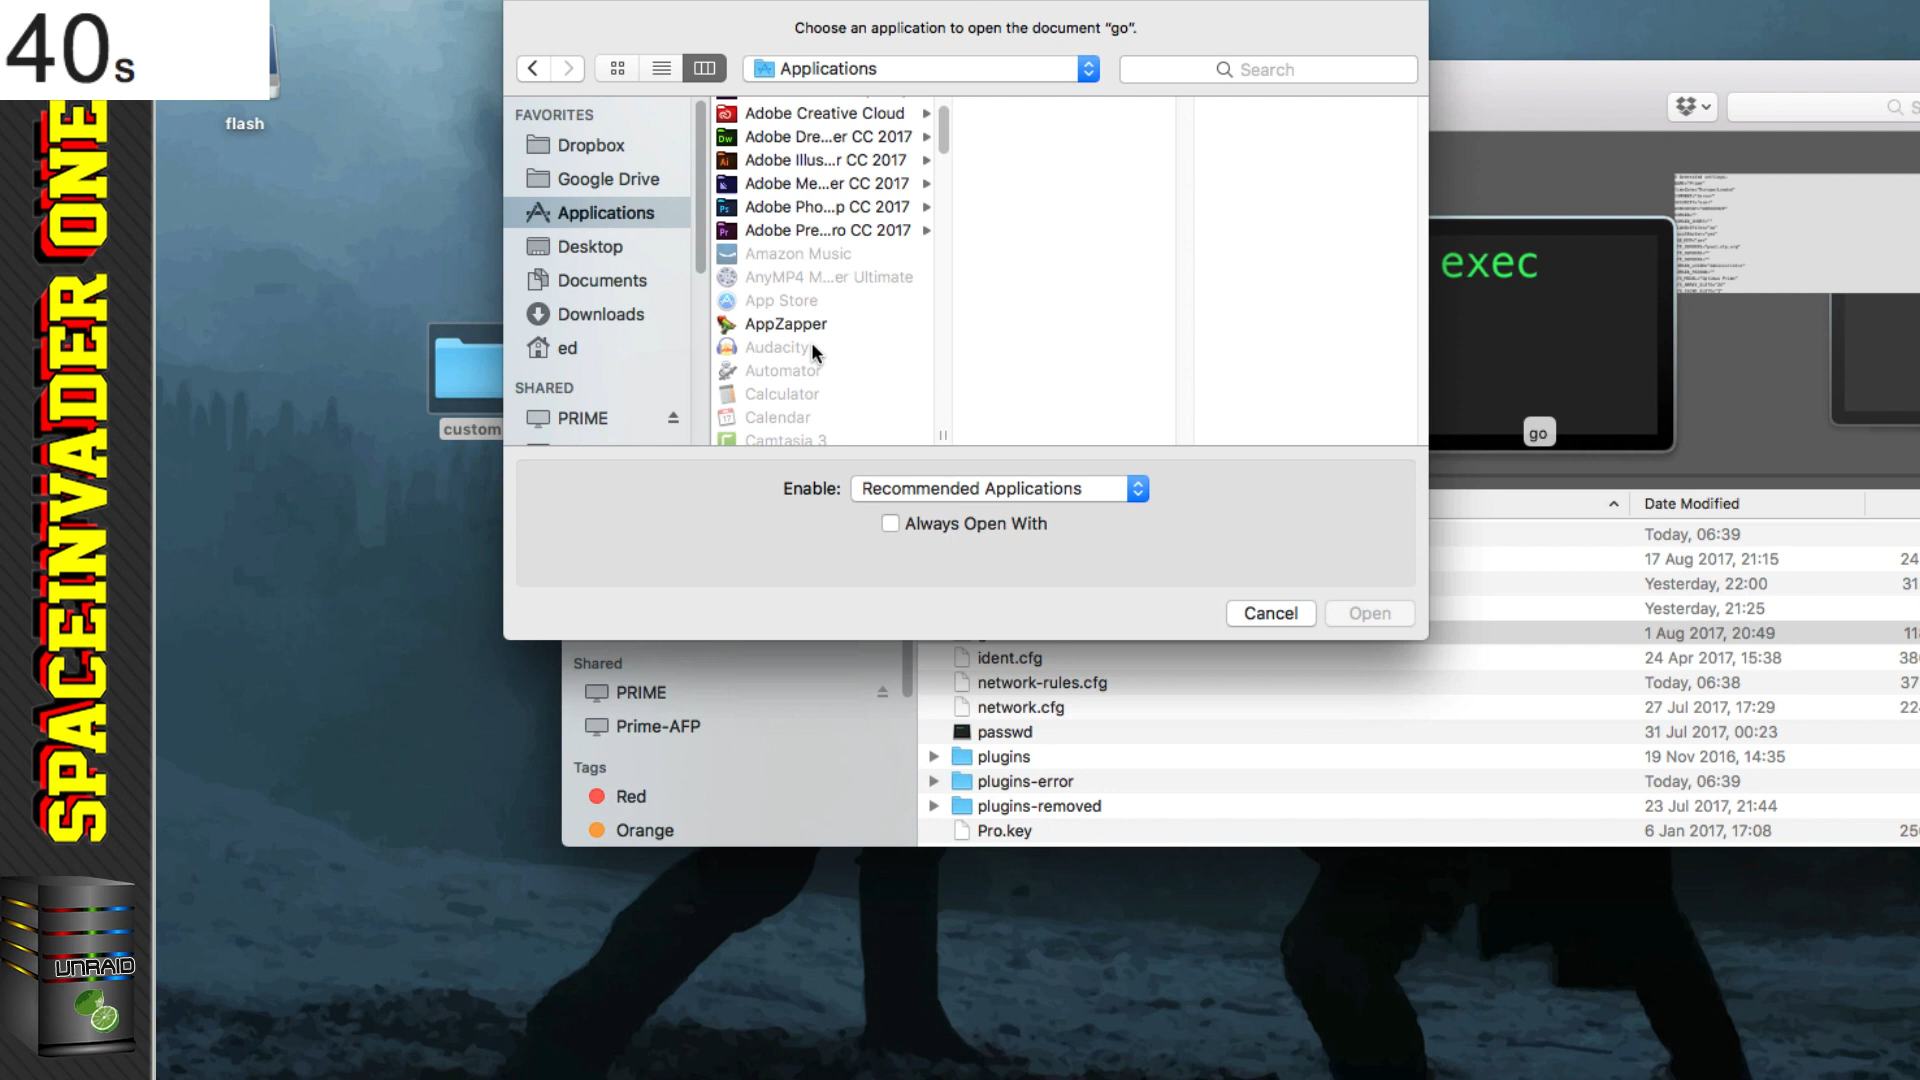 40s
SPACEINVADER ONE
UNRAID
flash
custom
Choose an application to open the document “go”.
Applications
Search
FAVORITES
Dropbox
Google Drive
Applications
Desktop
Documents
Downloads
ed
SHARED
PRIME
Adobe Creative Cloud
Adobe Dre...er CC 2017
Adobe Illus...r CC 2017
Adobe Me...er CC 2017
Adobe Pho...p CC 2017
Adobe Pre...ro CC 2017
Amazon Music
AnyMP4 M...er Ultimate
App Store
AppZapper
Audacity
Automator
Calculator
Calendar
Camtasia 3
Enable: Recommended Applications
Always Open With
Cancel
Open
exec
go
Date Modified
Today, 06:39
17 Aug 2017, 21:15
24
Yesterday, 22:00
31
Yesterday, 21:25
1 Aug 2017, 20:49
ident.cfg
24 Apr 2017, 15:38
network-rules.cfg
Today, 06:38
37
network.cfg
27 Jul 2017, 17:29
passwd
31 Jul 2017, 00:23
plugins
19 Nov 2016, 14:35
plugins-error
Today, 06:39
plugins-removed
23 Jul 2017, 21:44
Pro.key
6 Jan 2017, 17:08
Shared
PRIME
Prime-AFP
Tags
Red
Orange